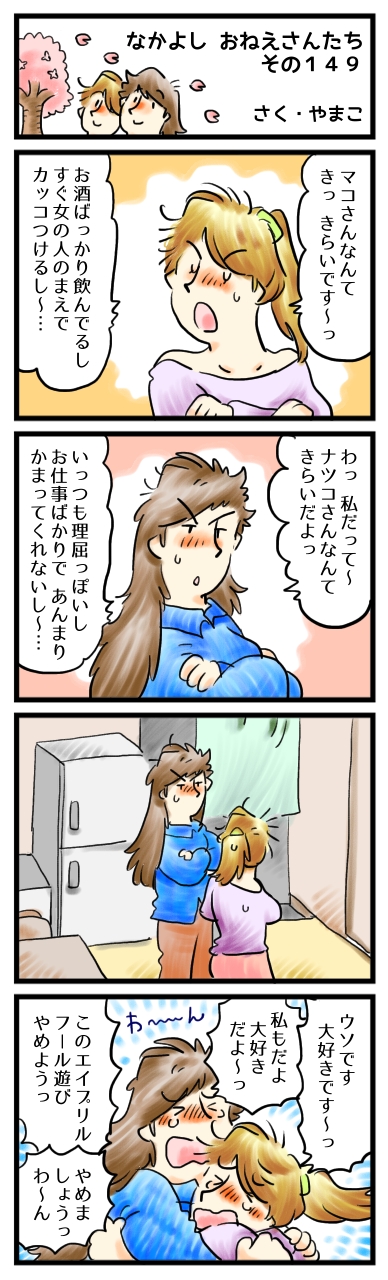 なかよし おねえさんたち
その１４９
さく・やまこ
マコさんなんて
きっ きらいです〜っ
お酒ばっかり飲んでるし
すぐ女の人のまえで
カッコつけるし〜…
わっ 私だって〜
ナツコさんなんて
きらいだよっ
いっつも理屈っぽいし
お仕事ばかりで あんまり
かまってくれないし〜…
ウソです
大好きです〜っ
私もだよ
大好き
だよ〜っ
お〜〜ん
このエイプリル
フール遊び
やめようっ
やめま
しょうっ
わ〜ん